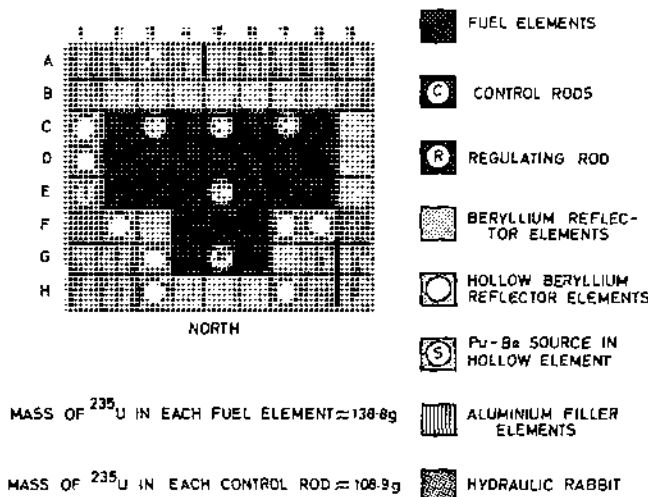 A
B
C
D
E
F
G
H
NORTH
MASS OF 235U IN EACH FUEL ELEMENT ≈ 136·8g
MASS OF 235U IN EACH CONTROL ROD ≈ 108·9g
FUEL ELEMENTS
C
CONTROL RODS
R
REGULATING ROD
BERYLLIUM REFLEC-
TOR ELEMENTS
HOLLOW BERYLLIUM
REFLECTOR ELEMENTS
S
Pu-Be SOURCE IN
HOLLOW ELEMENT
ALUMINIUM FILLER
ELEMENTS
HYDRAULIC RABBIT